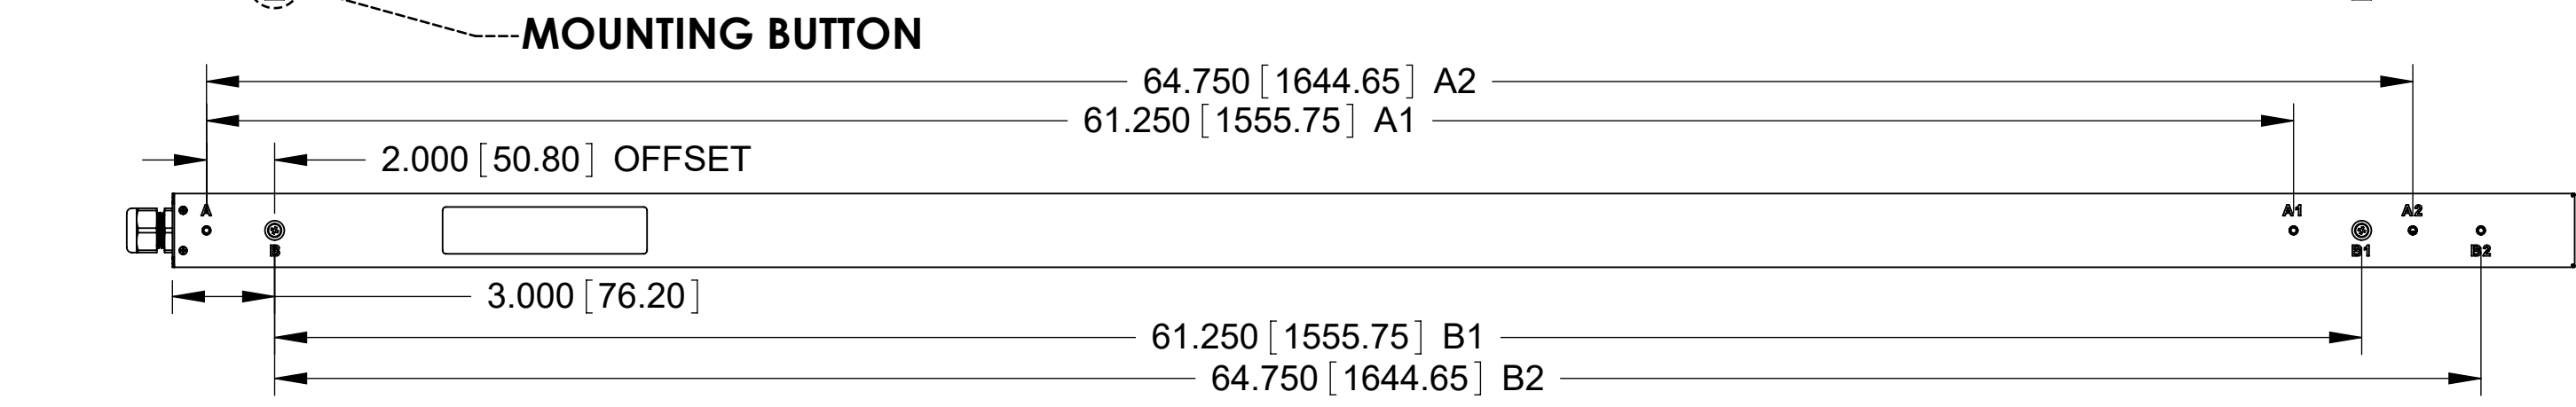 MOUNTING BUTTON
64.750 [1644.65] A2
61.250 [1555.75] A1
2.000 [50.80] OFFSET
A
A1
A2
B
B1
B2
3.000 [76.20]
61.250 [1555.75] B1
64.750 [1644.65] B2